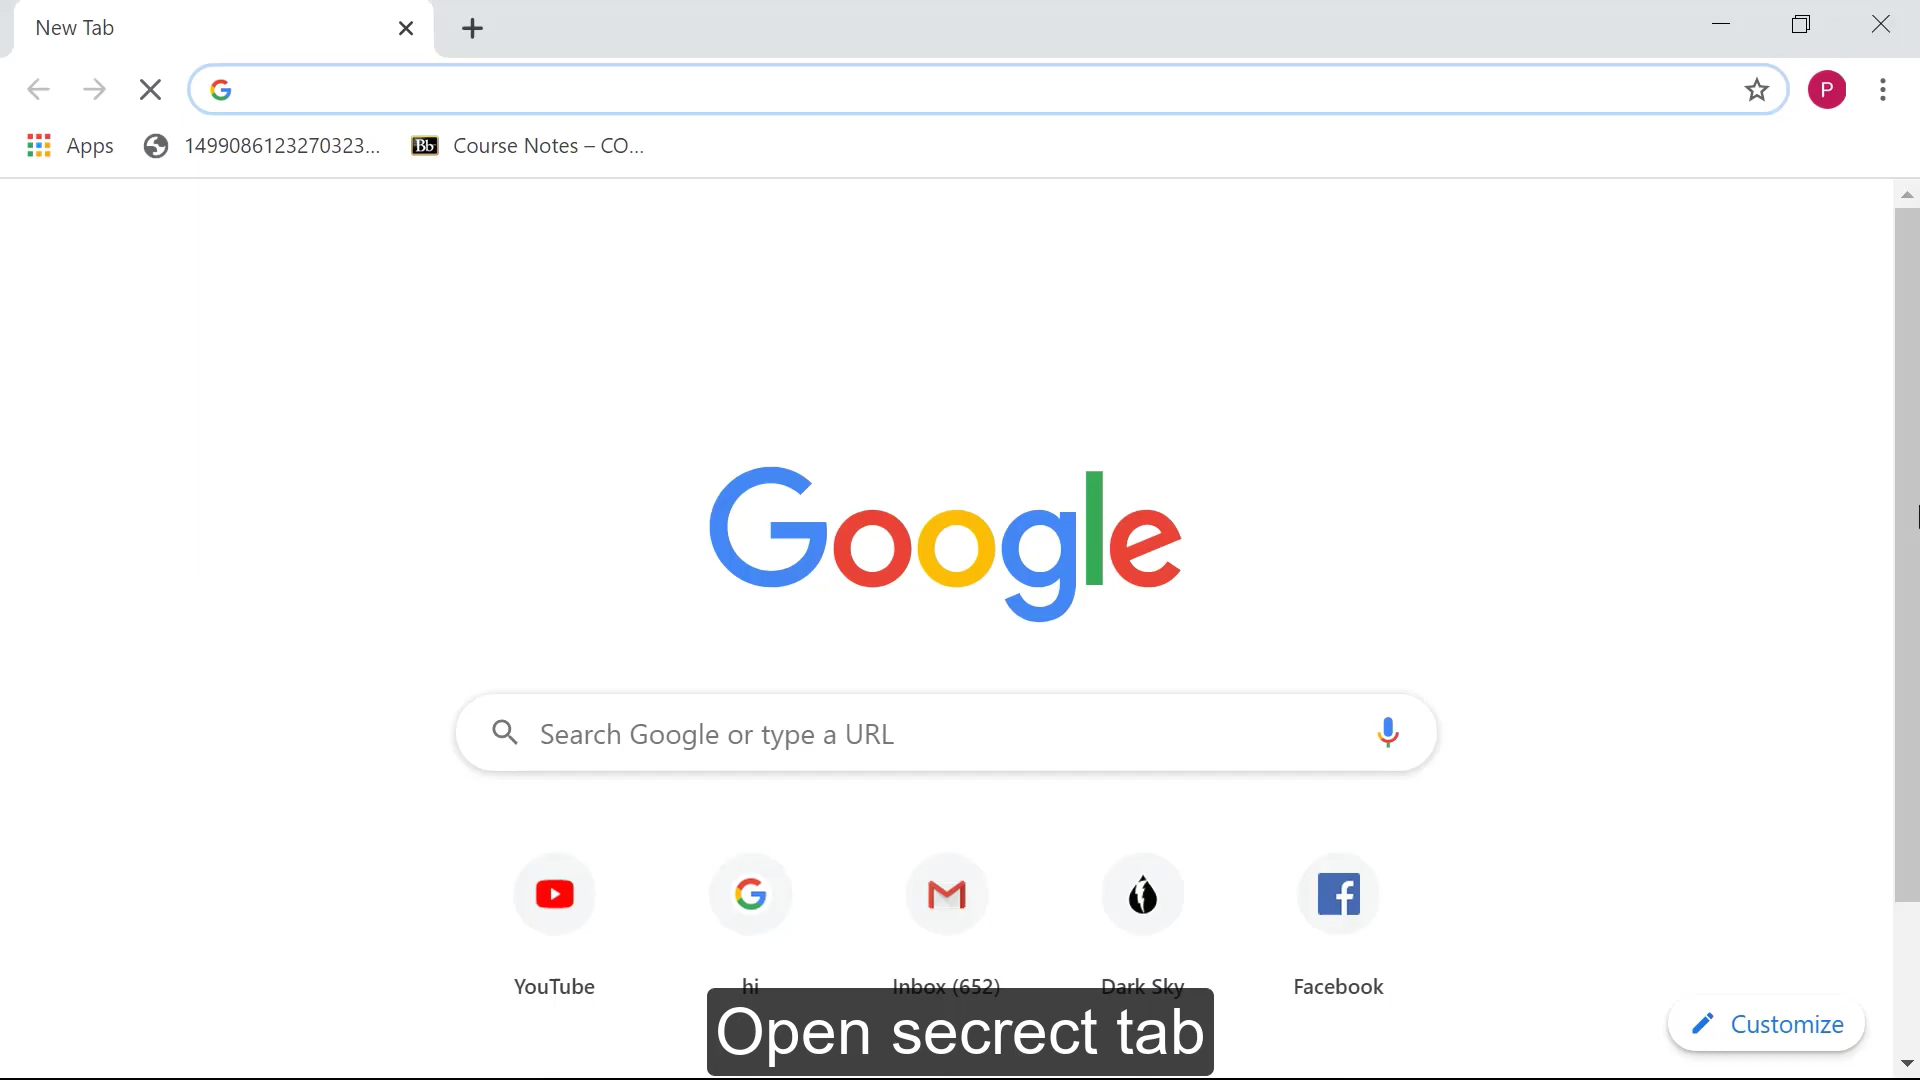 New Tab
P
Apps
1499086123270323...
Bb
Course Notes – CO...
Google
Search Google or type a URL
YouTube
hi
Inbox (652)
Dark Sky
Facebook
Open secrect tab
Customize